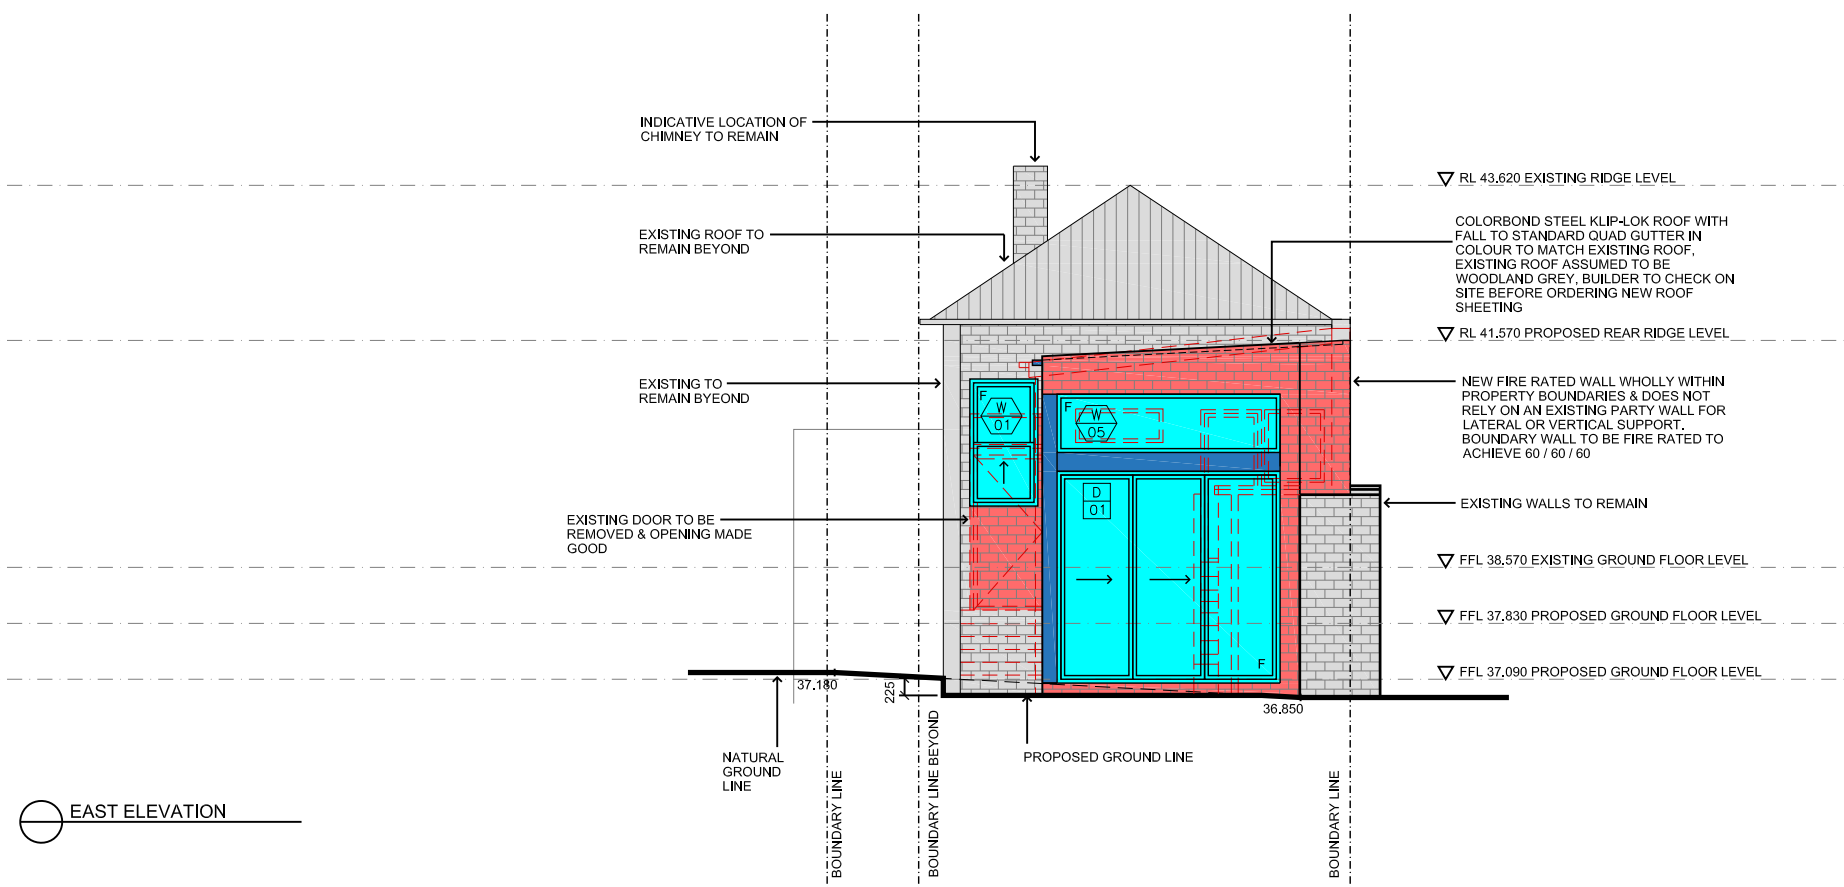 INDICATIVE LOCATION OF
CHIMNEY TO REMAIN
RL 43.620 EXISTING RIDGE LEVEL
EXISTING ROOF TO
REMAIN BEYOND
COLORBOND STEEL KLIP-LOK ROOF WITH
FALL TO STANDARD QUAD GUTTER IN
COLOUR TO MATCH EXISTING ROOF,
EXISTING ROOF ASSUMED TO BE
WOODLAND GREY, BUILDER TO CHECK ON
SITE BEFORE ORDERING NEW ROOF
SHEETING
RL 41.570 PROPOSED REAR RIDGE LEVEL
EXISTING TO
REMAIN BYEOND
NEW FIRE RATED WALL WHOLLY WITHIN
PROPERTY BOUNDARIES & DOES NOT
RELY ON AN EXISTING PARTY WALL FOR
LATERAL OR VERTICAL SUPPORT.
BOUNDARY WALL TO BE FIRE RATED TO
ACHIEVE 60 / 60 / 60
F
W
01
F
W
05
D
01
F
EXISTING WALLS TO REMAIN
EXISTING DOOR TO BE
REMOVED & OPENING MADE
GOOD
FFL 38.570 EXISTING GROUND FLOOR LEVEL
FFL 37.830 PROPOSED GROUND FLOOR LEVEL
FFL 37.090 PROPOSED GROUND FLOOR LEVEL
37.180
225
36.850
NATURAL
GROUND
LINE
PROPOSED GROUND LINE
BOUNDARY LINE
BOUNDARY LINE BEYOND
BOUNDARY LINE
EAST ELEVATION